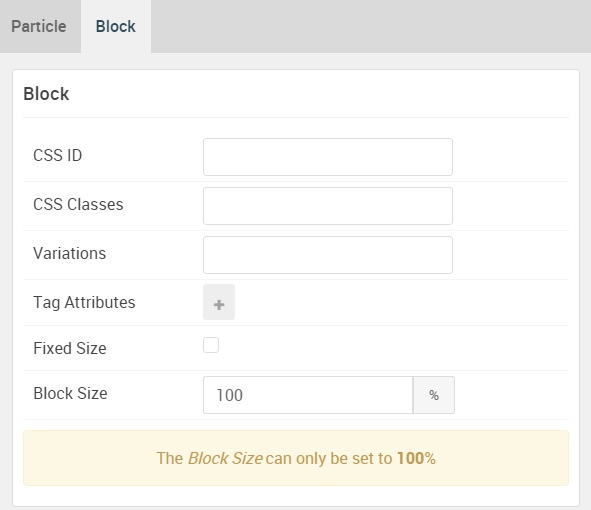 Particle Block
Block
CSS ID
CSS Classes
Variations
Tag Attributes +
Fixed Size
Block Size 100 %
The Block Size can only be set to 100%